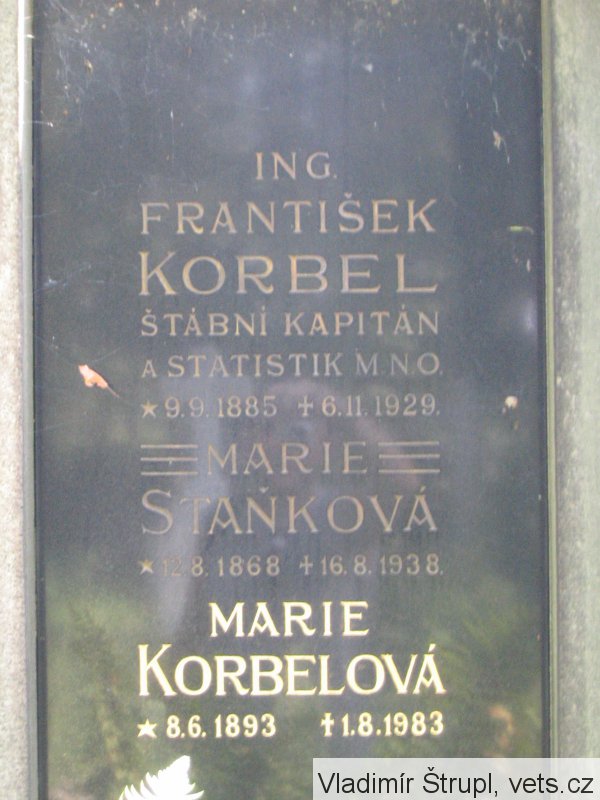 ING.
FRANTIŠEK
KORBEL
ŠTÁBNÍ KAPITÁN
A STATISTIK M.N.O.
★ 9.9.1885 ✝ 6.11.1929.
MARIE
STAŇKOVÁ
★ 12.8.1868 ✝ 16.8.1938.
MARIE
KORBELOVÁ
★ 8.6.1893 ✝ 1.8.1983
Vladimír Štrupl, vets.cz